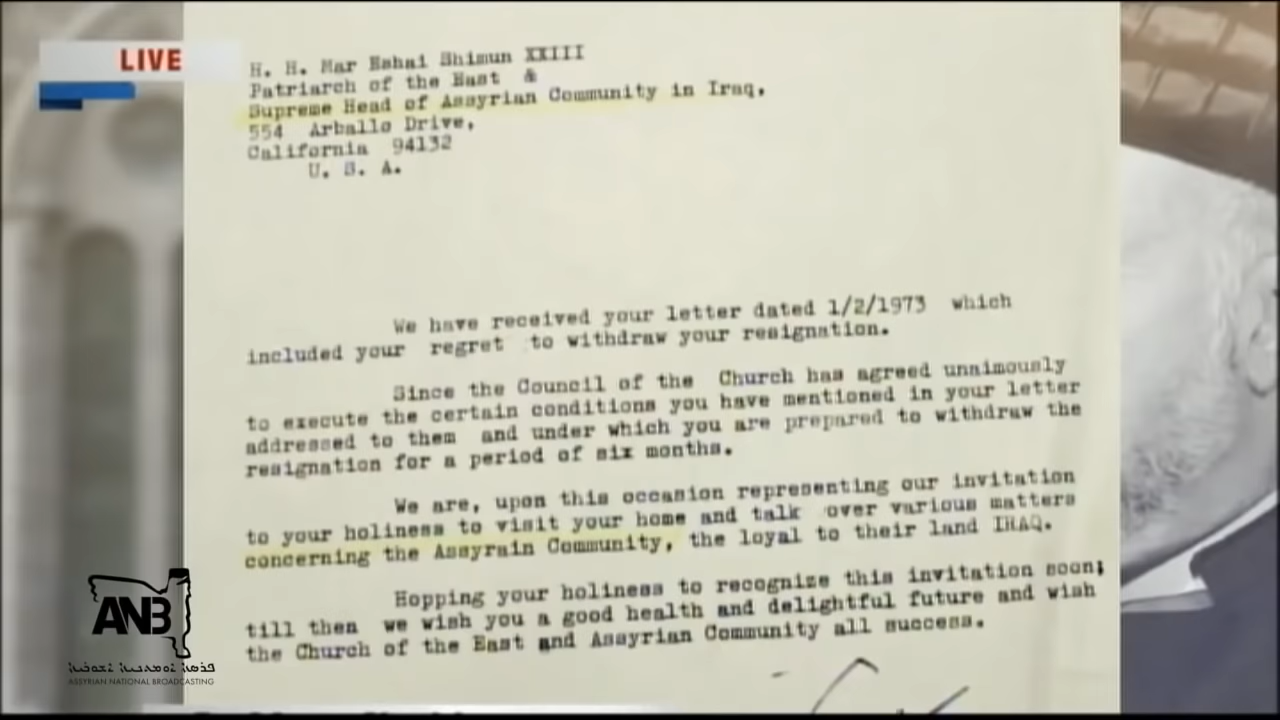 LIVE
H. H. Mar Eshai Shimun XXIII
Patriarch of the East &
Supreme Head of Assyrian Community in Iraq,
554 Arballo Drive,
California 94132
U. S. A.
We have received your letter dated 1/2/1973 which
included your regret to withdraw your resignation.
Since the Council of the Church has agreed unaimously
to execute the certain conditions you have mentioned in your letter
addressed to them and under which you are prepared to withdraw the
resignation for a period of six months.
We are, upon this occasion representing our invitation
to your holiness to visit your home and talk over various matters
concerning the Assyrain Community, the loyal to their land IRAQ.
Hopping your holiness to recognize this invitation soon;
till then we wish you a good health and delightful future and wish
the Church of the East and Assyrian Community all success.
ANB
ASSYRIAN NATIONAL BROADCASTING